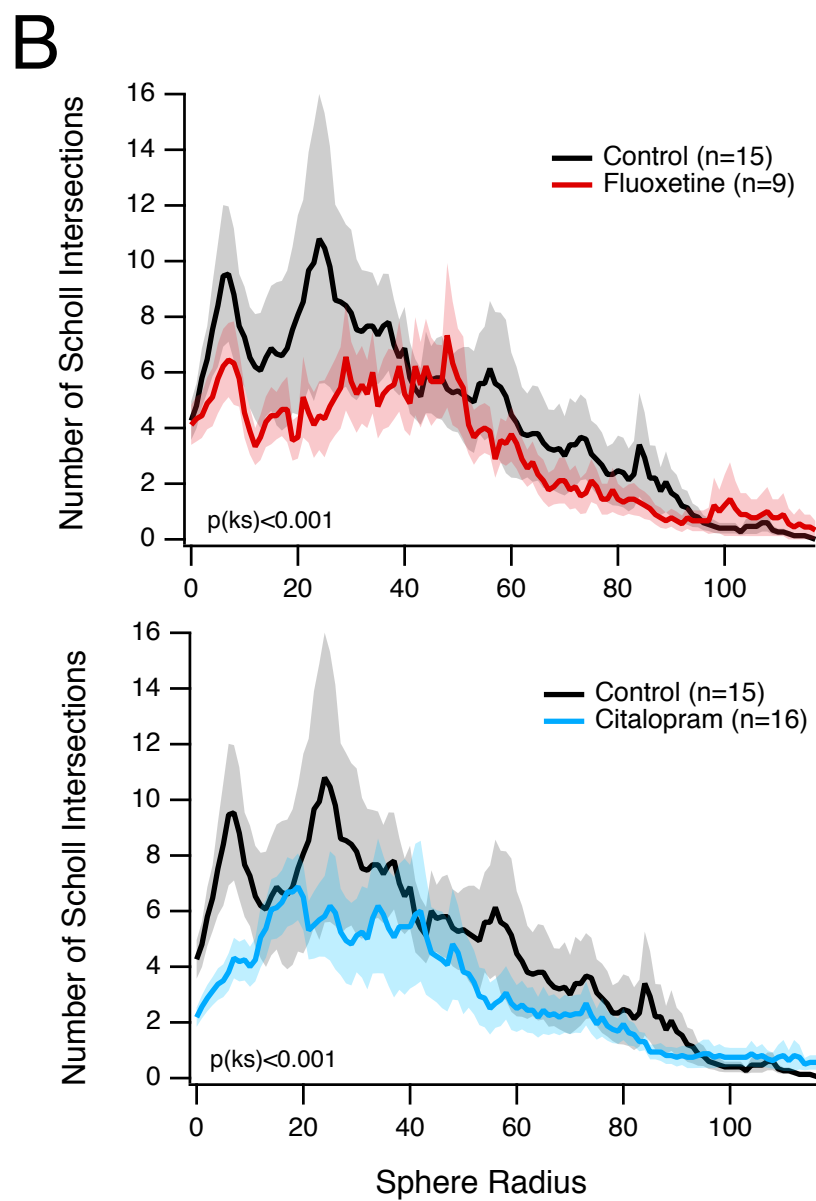 B
Number of Scholl Intersections
16
14
12
10
8
6
4
2
0
Control (n=15)
Fluoxetine (n=9)
p(ks)<0.001
0 20 40 60 80 100
Number of Scholl Intersections
16
14
12
10
8
6
4
2
0
Control (n=15)
Citalopram (n=16)
p(ks)<0.001
0 20 40 60 80 100
Sphere Radius